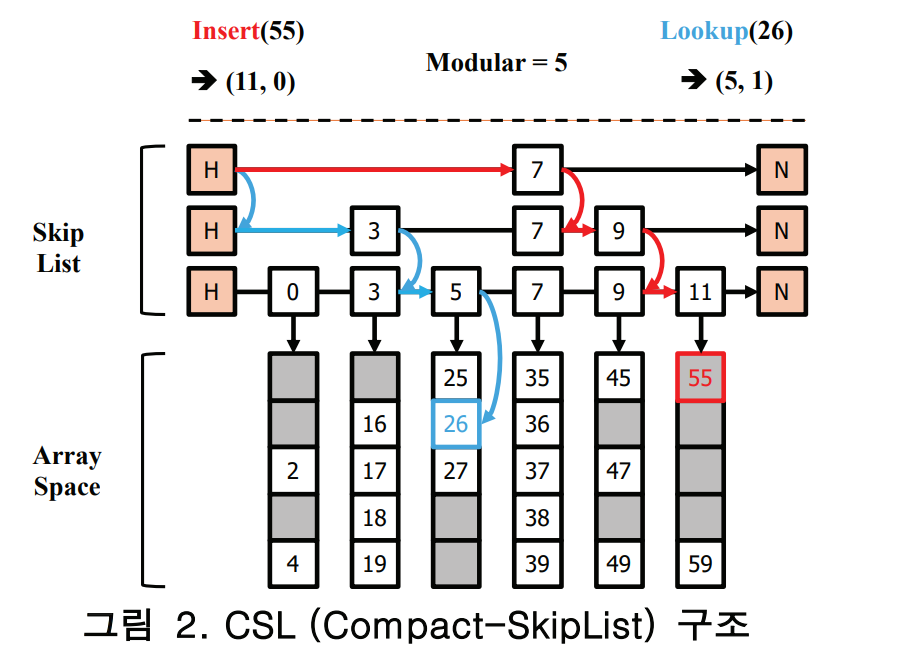 Insert(55)
Lookup(26)
Modular = 5
➔ (11, 0)
➔ (5, 1)
Skip
List
H
7
N
H
3
7
9
N
H
0
3
5
7
9
11
N
Array
Space
25
35
45
55
16
26
36
2
17
27
37
47
18
38
4
19
39
49
59
그림 2. CSL (Compact-SkipList) 구조